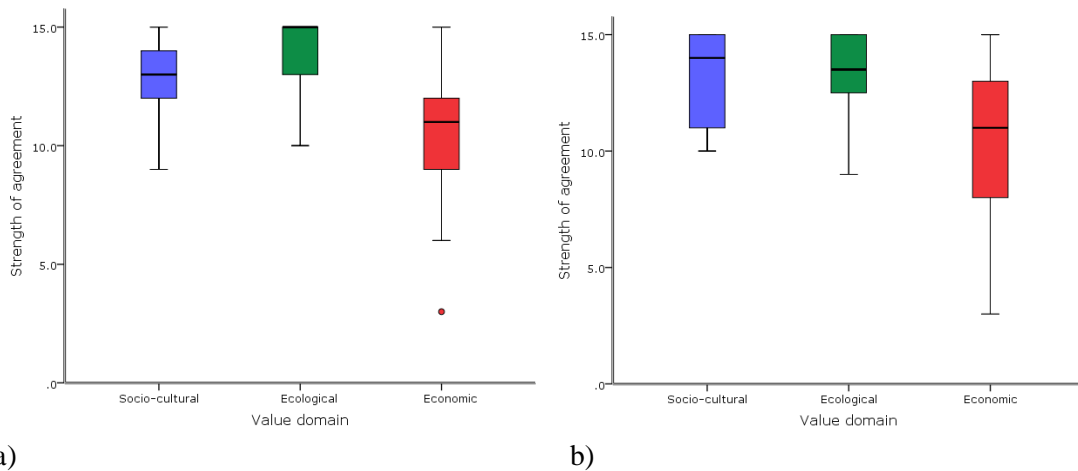 15.0
10.0
5.0
.0
Strength of agreement
Socio-cultural Ecological Economic
Value domain
a)
15.0
10.0
5.0
.0
Strength of agreement
Socio-cultural Ecological Economic
Value domain
b)